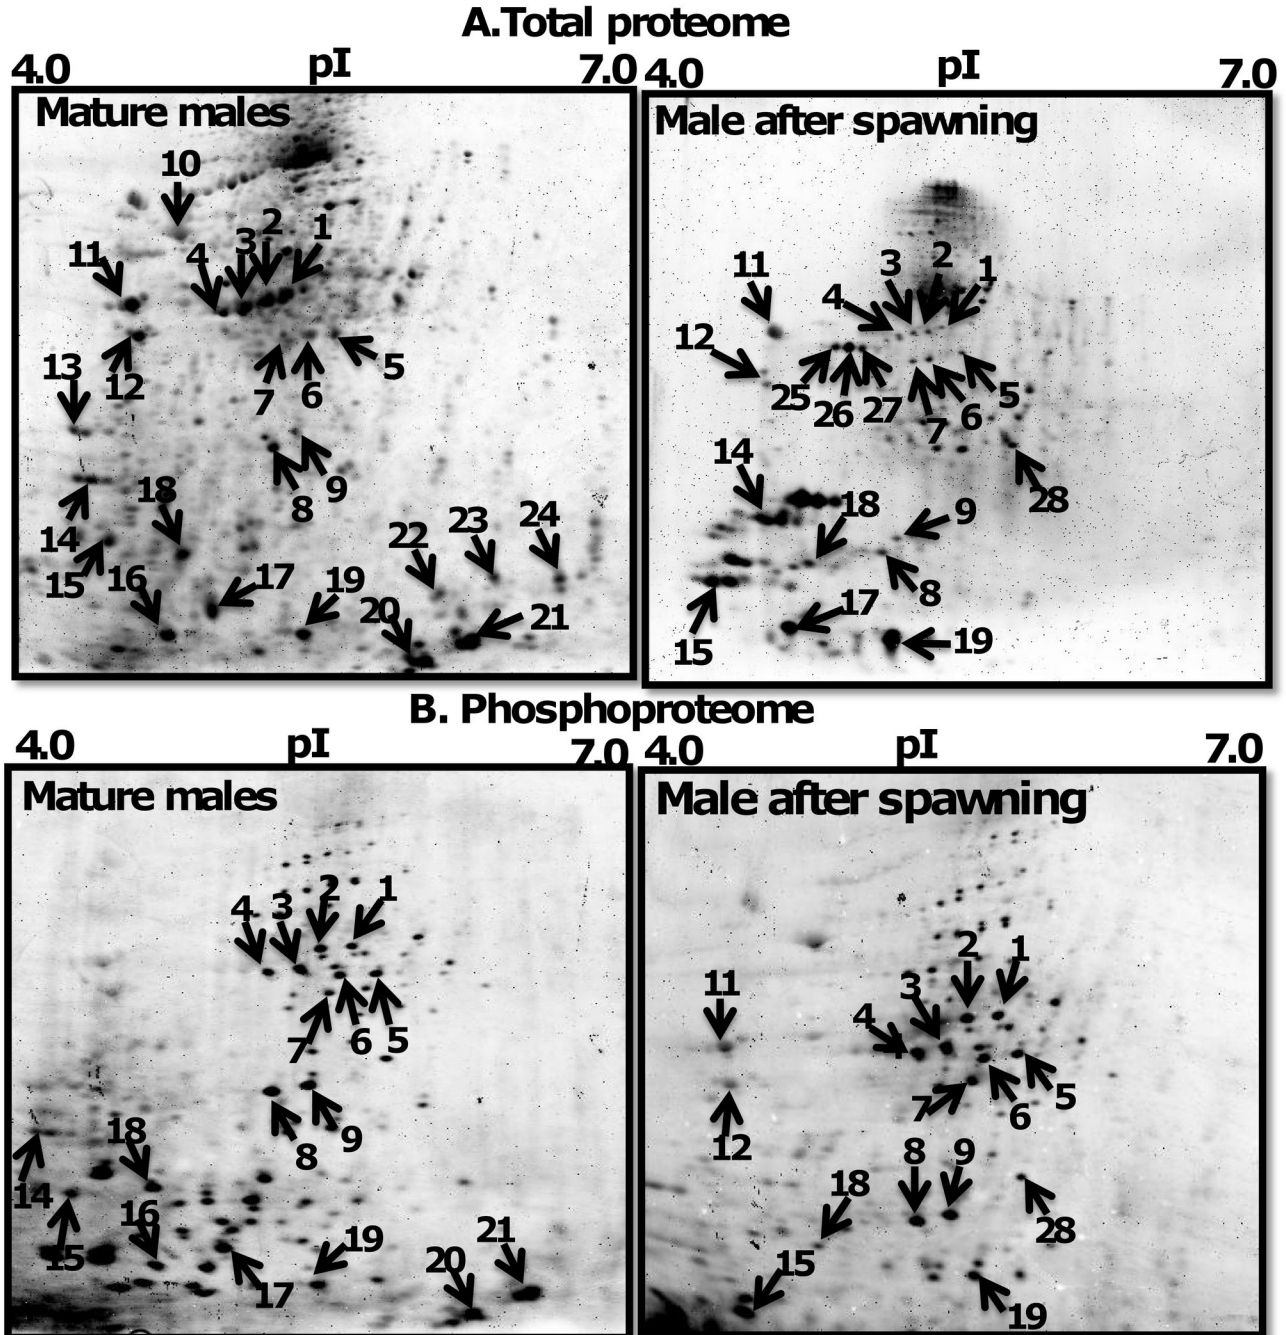 A.Total proteome
4.0 pI 7.0 4.0 pI 7.0
Mature males
10
2
3 1
4
11
13
12
7 6 5
18
8 9
14
15
16 17 19
22 23 24
20 21
Male after spawning
11 3 2 1
4
12
25 26 27 7 6 5
14
18 9 28
8
17
15 19
B. Phosphoproteome
4.0 pI 7.0 4.0 pI 7.0
Mature males
4 3 2 1
7 6 5
8 9
18
14
16
15
17 19
20 21
Male after spawning
2 1
11 3
4
7 6 5
12
8 9
18 28
15
19